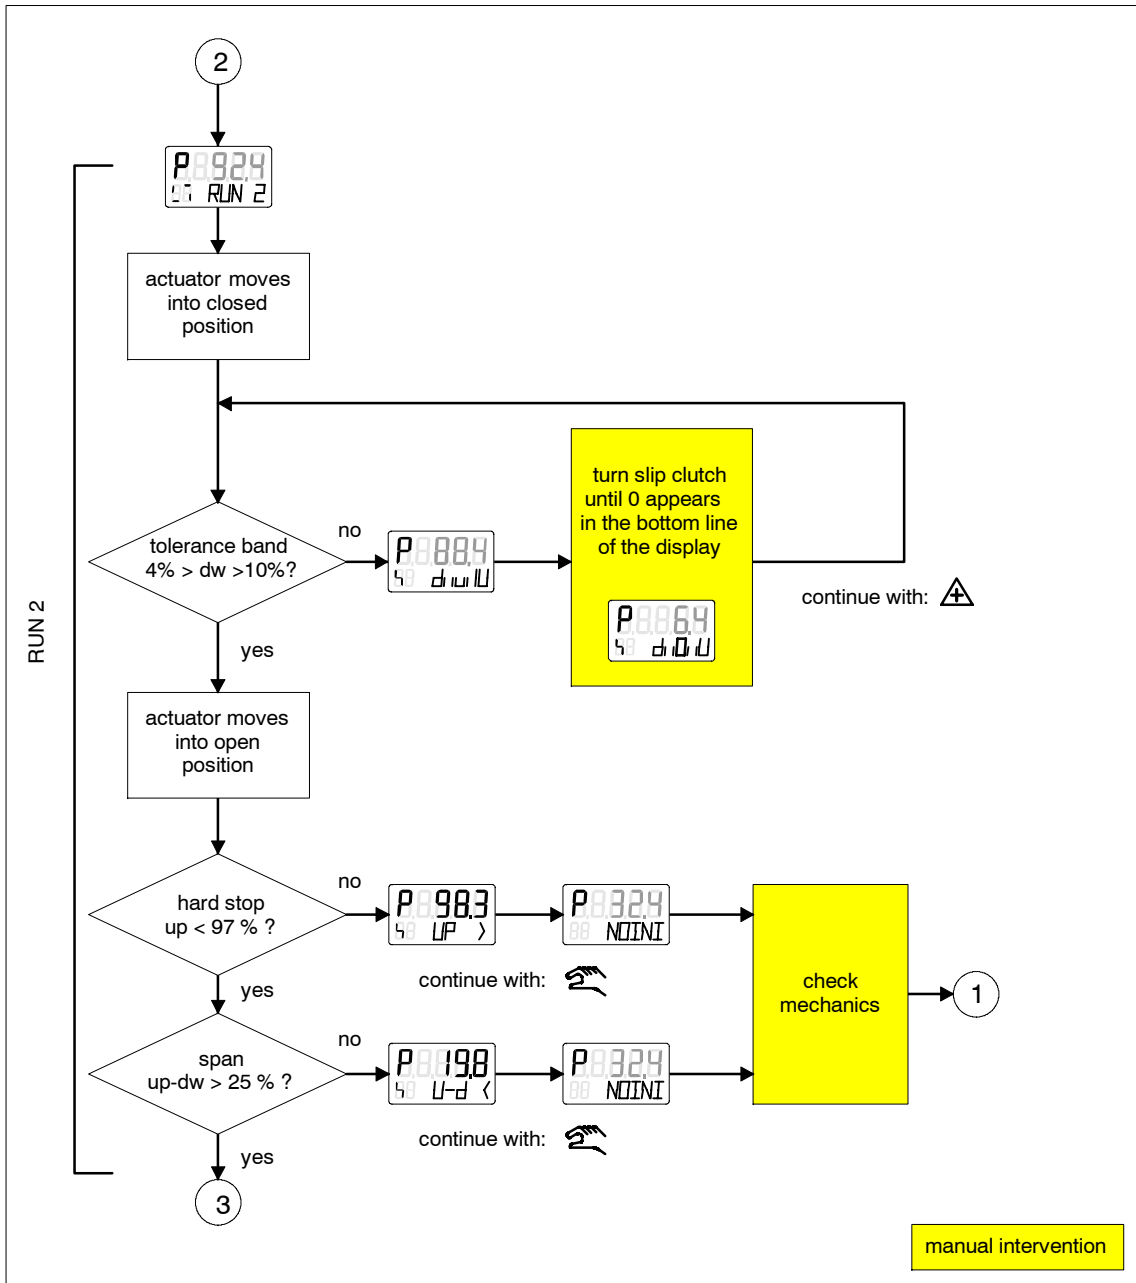 2
P 92.4
RUN 2
actuator moves
into closed
position
turn slip clutch
until 0 appears
in the bottom line
of the display
no
tolerance band
4% > dw >10%?
P 88.4
continue with:
P 6.4
RUN 2
yes
actuator moves
into open
position
no
hard stop
up < 97 % ?
P 98.3
UP >
P 32.4
NOINI
continue with:
check
mechanics
1
yes
no
span
up-dw > 25 % ?
P 19.8
U-d <
P 32.4
NOINI
continue with:
yes
3
manual intervention